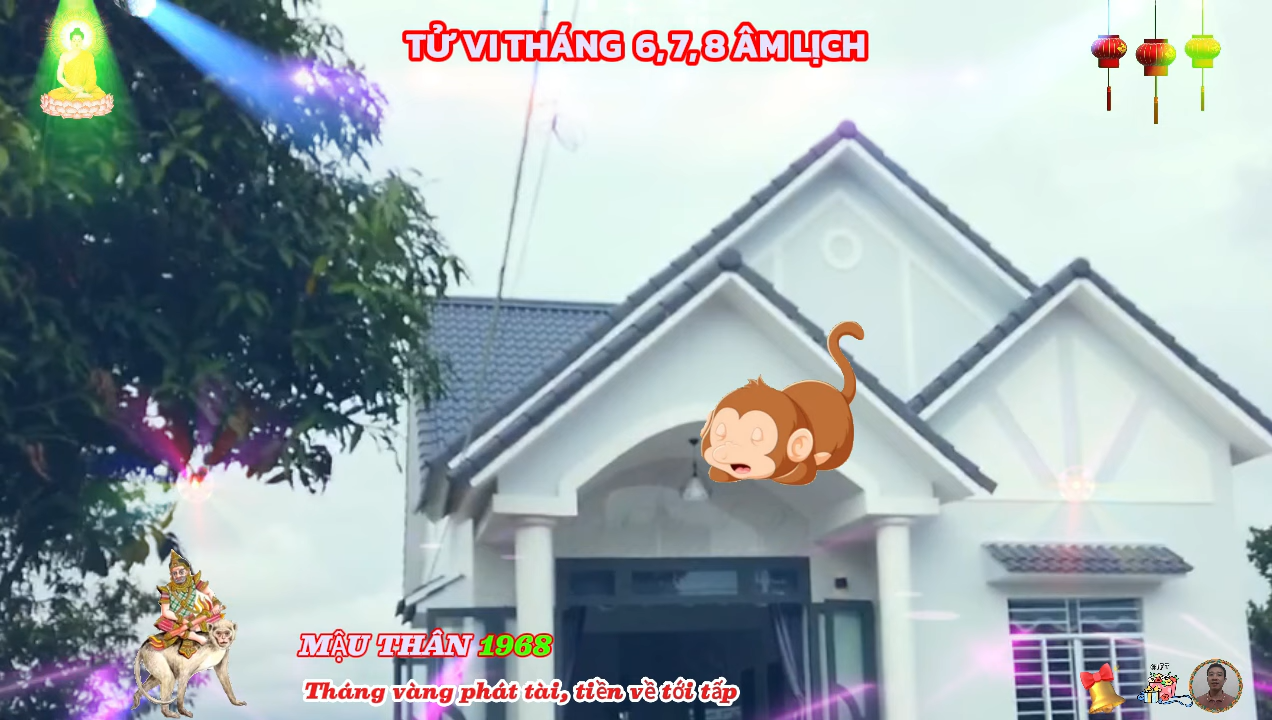 TỬ VI THÁNG 6, 7, 8 ÂM LỊCH
MẬU THÂN 1968
Tháng vàng phát tài, tiền về tới tấp